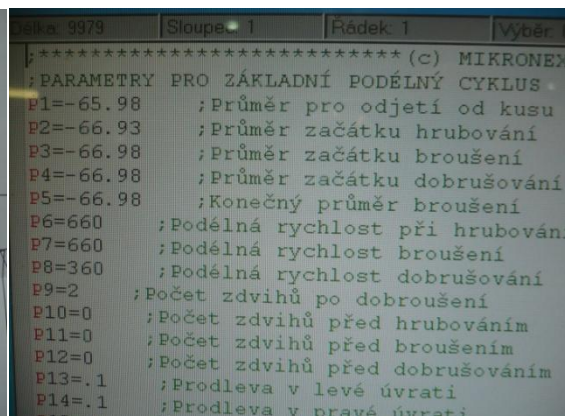 Délka: 9979 Sloupec: 1 Řádek: 1 Výběr:
;*************************** (c) MIKRONEX
;PARAMETRY PRO ZÁKLADNÍ PODÉLNÝ CYKLUS
P1=-65.98 ;Průměr pro odjetí od kusu
P2=-66.93 ;Průměr začátku hrubování
P3=-66.98 ;Průměr začátku broušení
P4=-66.98 ;Průměr začátku dobrušování
P5=-66.98 ;Konečný průměr broušení
P6=660 ;Podélná rychlost při hrubován
P7=660 ;Podélná rychlost broušení
P8=360 ;Podélná rychlost dobrušování
P9=2 ;Počet zdvihů po dobroušení
P10=0 ;Počet zdvihů před hrubováním
P11=0 ;Počet zdvihů před broušením
P12=0 ;Počet zdvihů před dobrušováním
P13=.1 ;Prodleva v levé úvrati
P14=.1 ;Prodleva v pravé úvrati